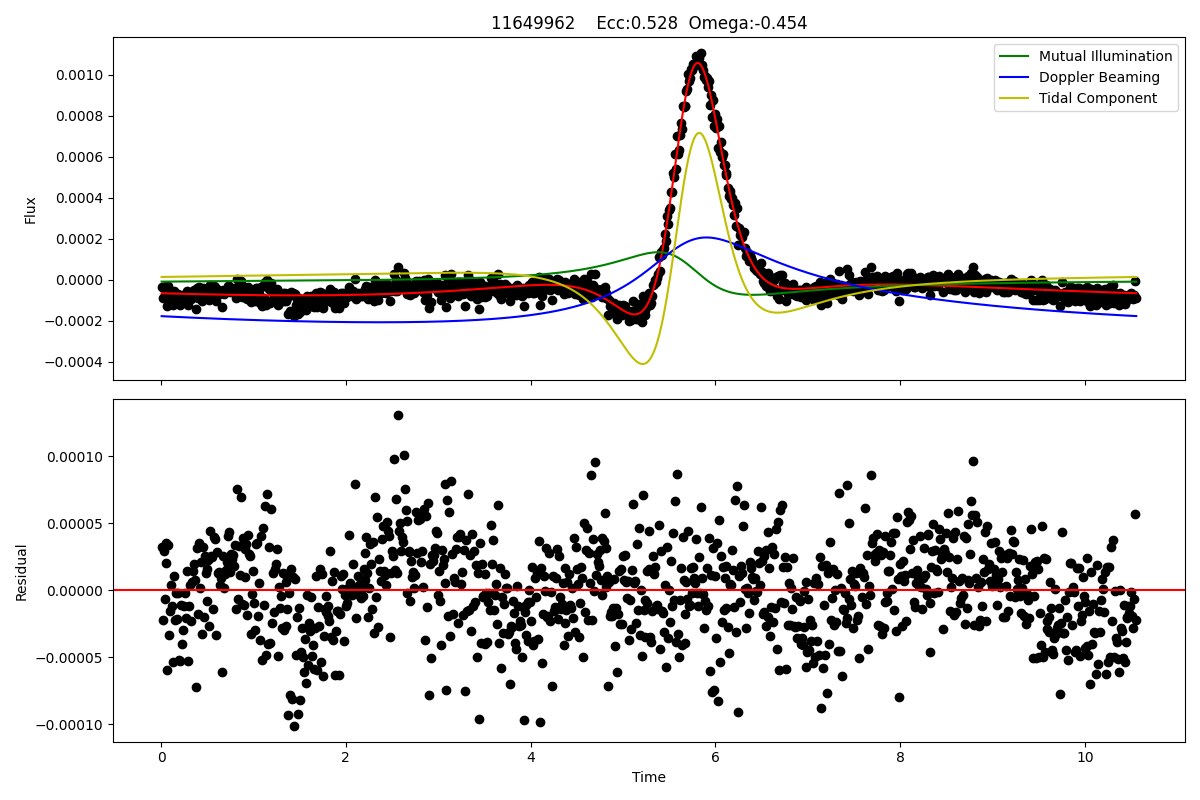 11649962    Ecc:0.528  Omega:-0.454
Mutual Illumination
Doppler Beaming
Tidal Component
Flux
0.0010
0.0008
0.0006
0.0004
0.0002
0.0000
−0.0002
−0.0004
Residual
0.00010
0.00005
0.00000
−0.00005
−0.00010
0 2 4 6 8 10
Time